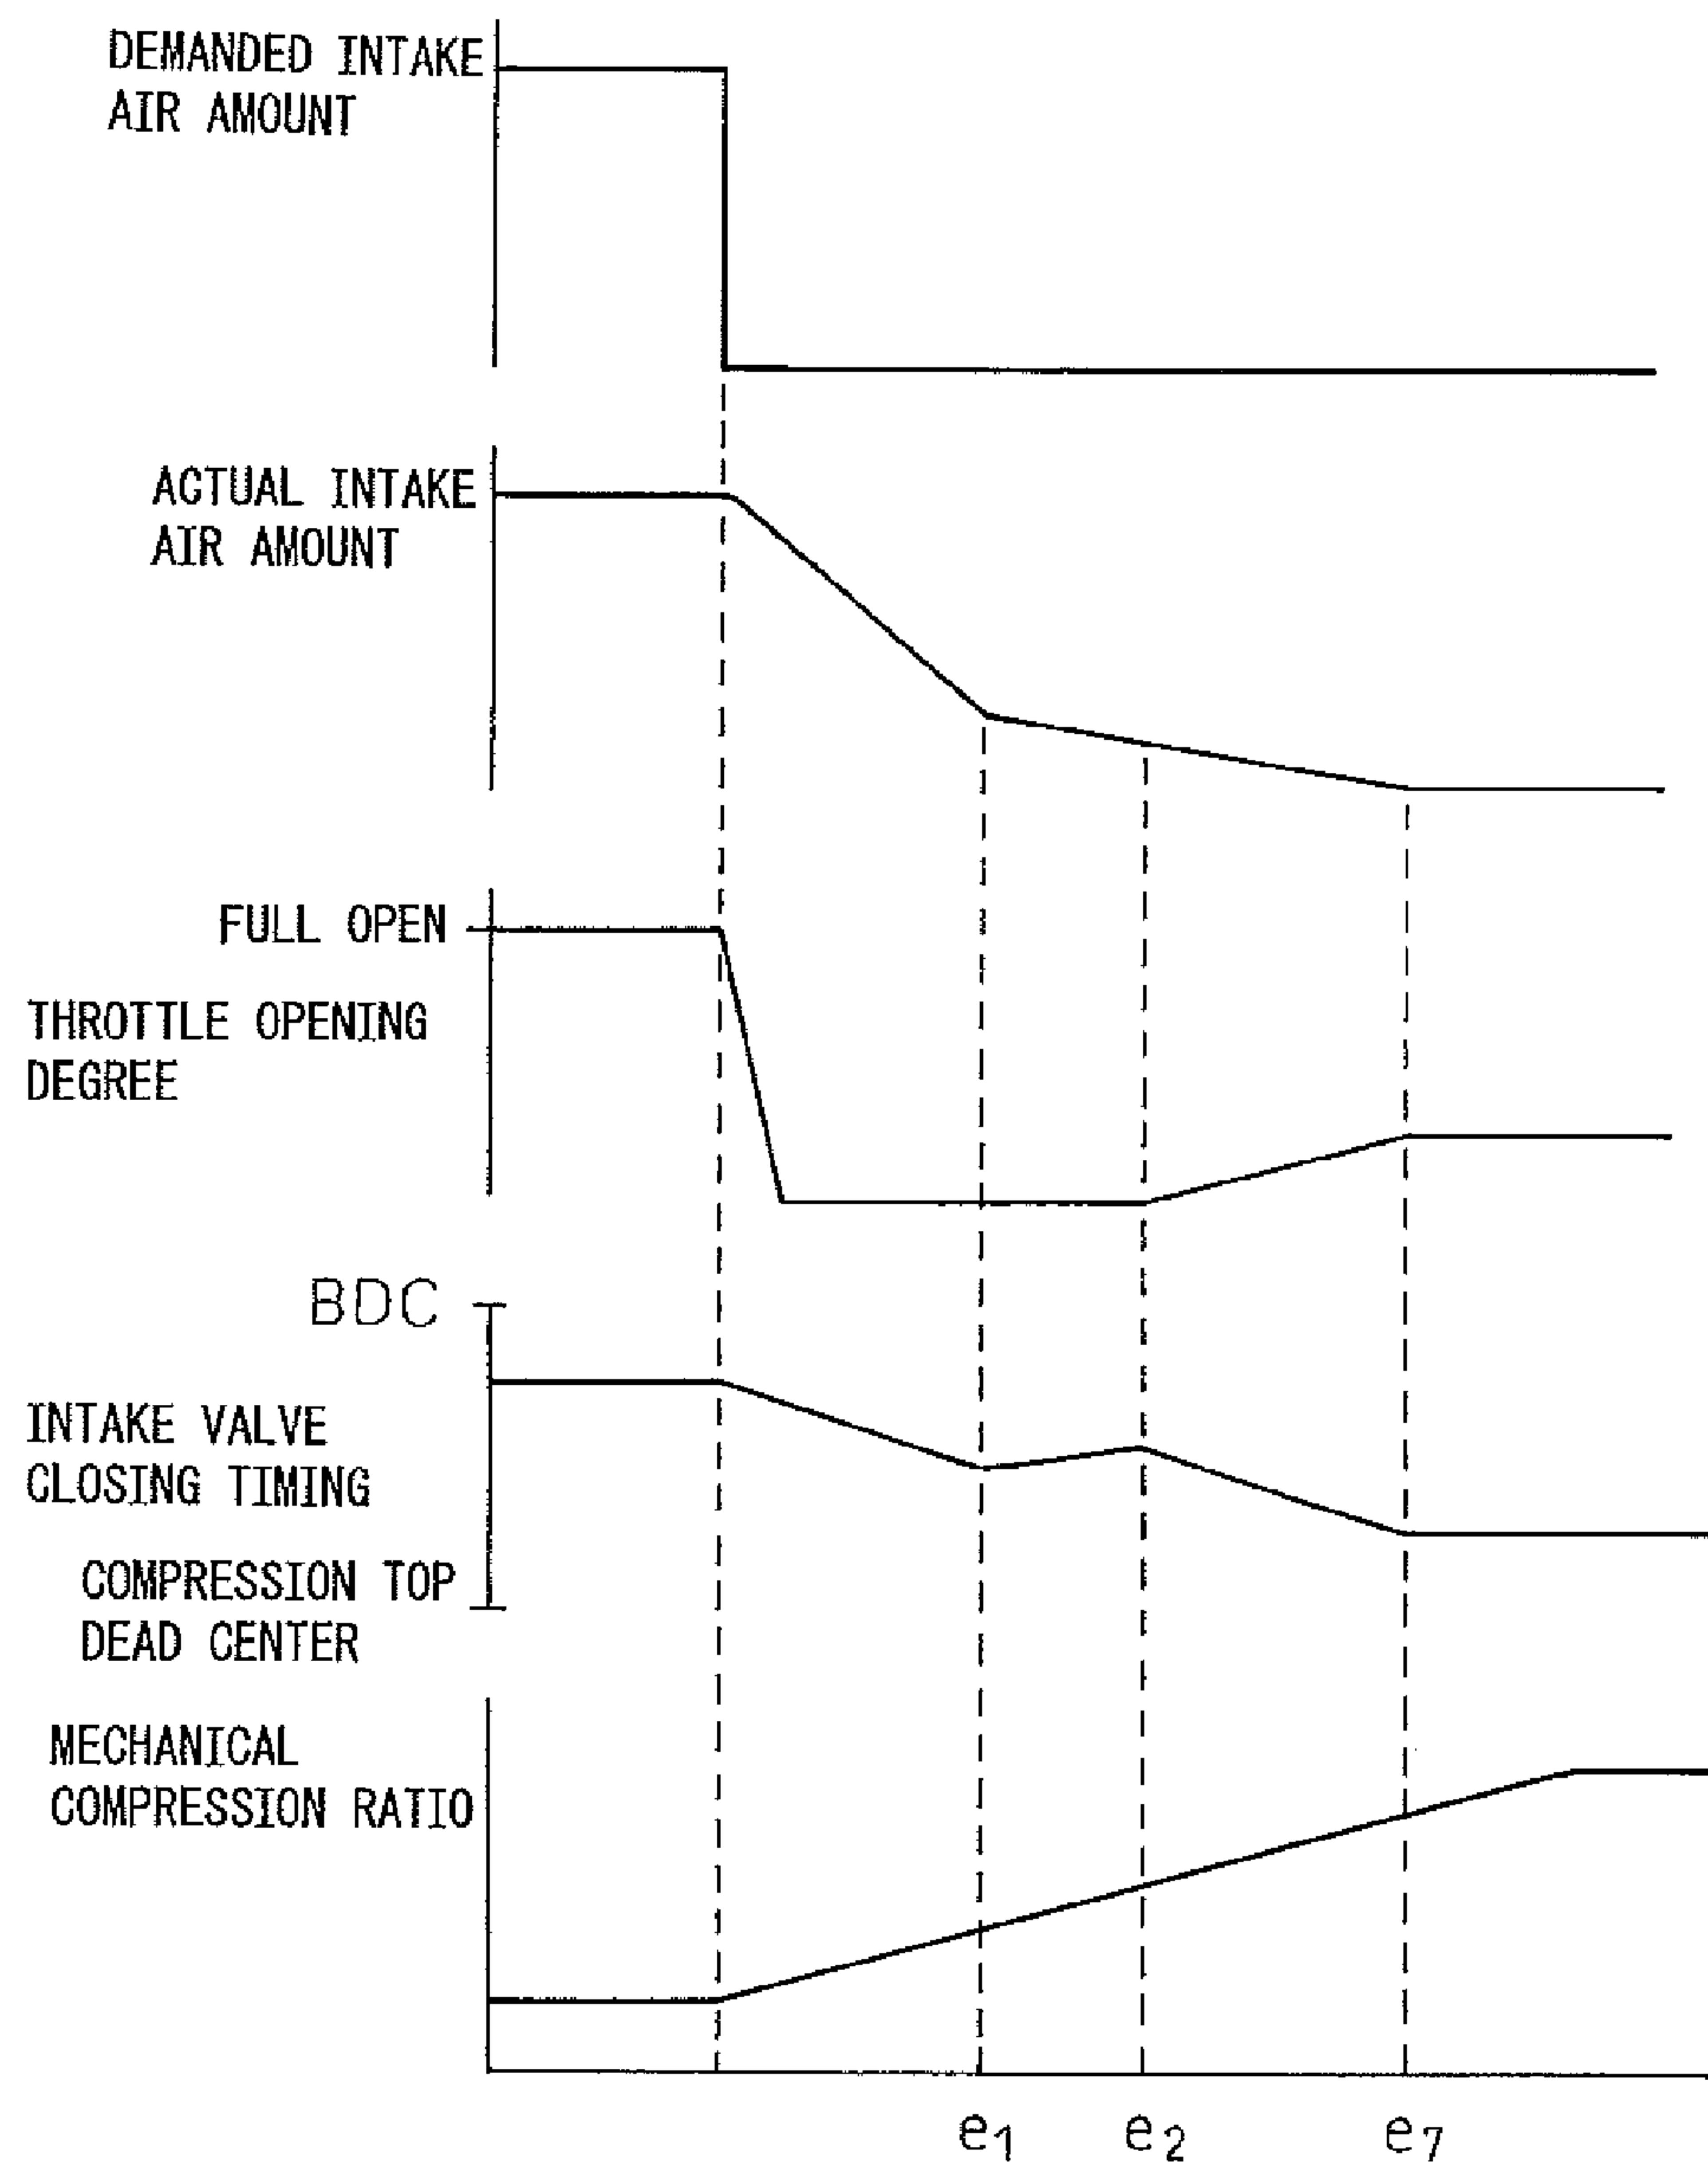 DEMANDED INTAKE
AIR AMOUNT
ACTUAL INTAKE
AIR AMOUNT
FULL OPEN
THROTTLE OPENING
DEGREE
BDC
INTAKE VALVE
CLOSING TIMING
COMPRESSION TOP
DEAD CENTER
MECHANICAL
COMPRESSION RATIO
e1 e2 e7